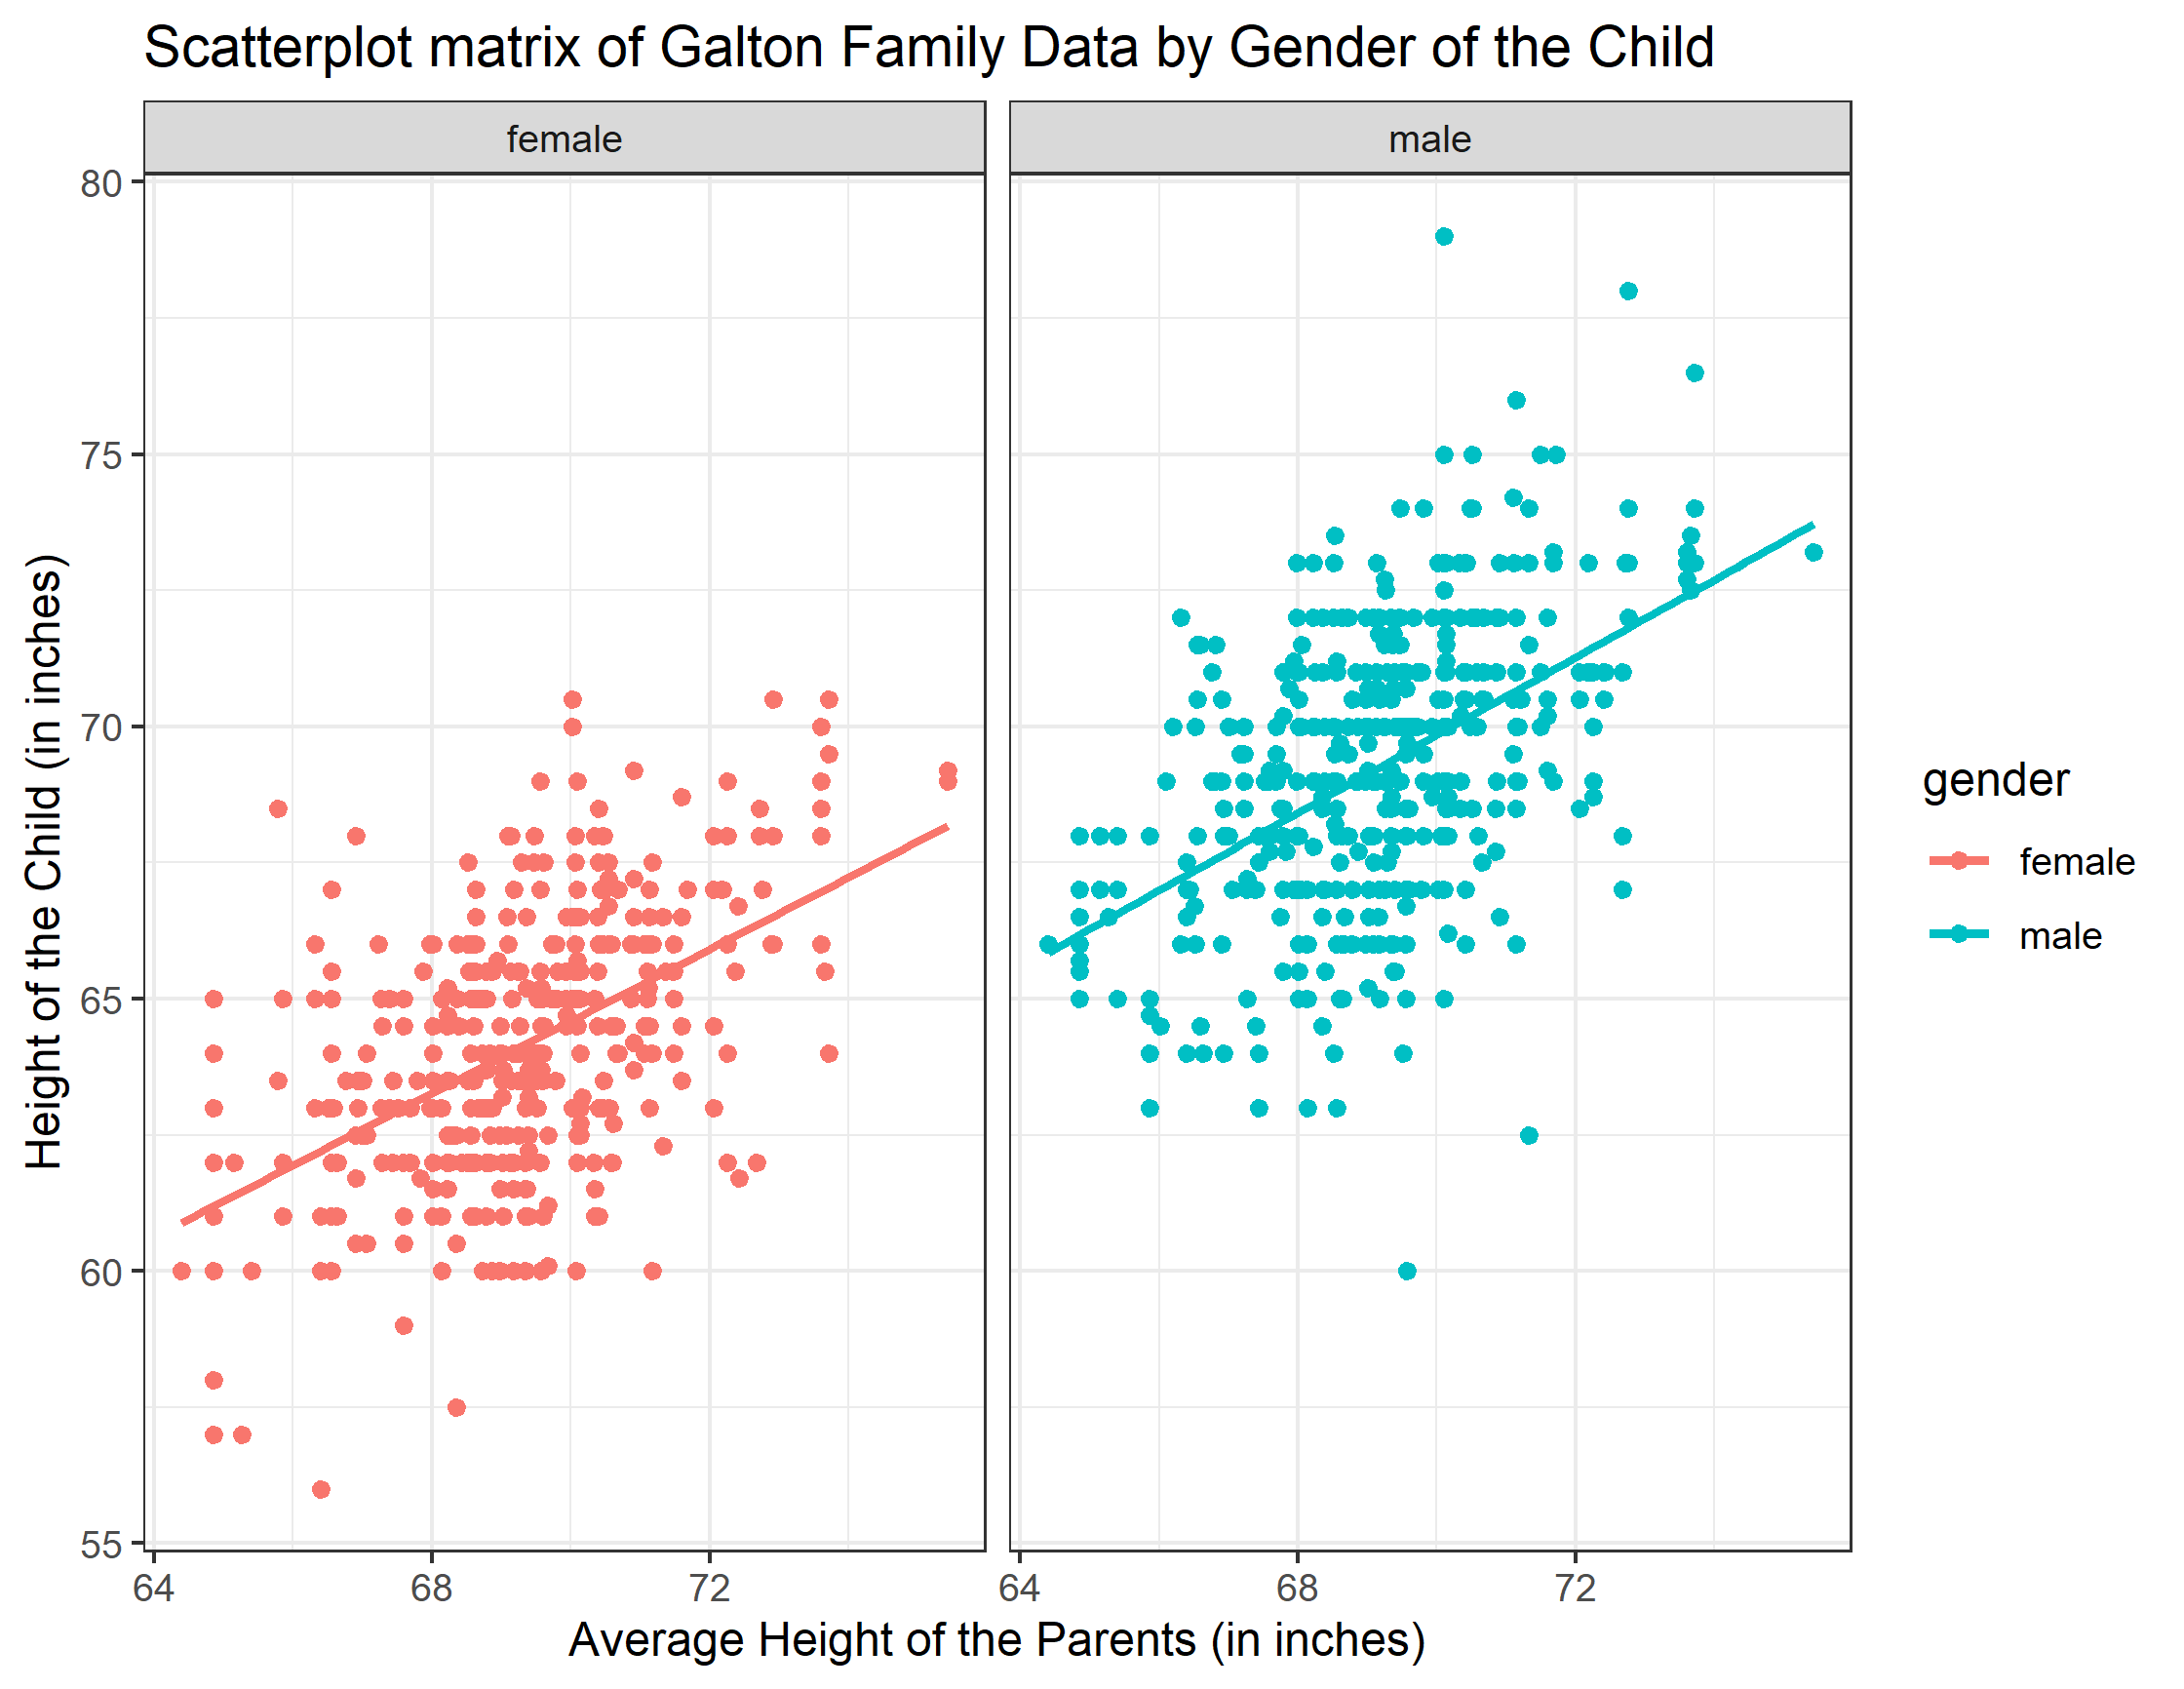 Scatterplot matrix of Galton Family Data by Gender of the Child
female
male
80
75
70
65
60
55
Height of the Child (in inches)
64
68
72
64
68
72
Average Height of the Parents (in inches)
gender
female
male